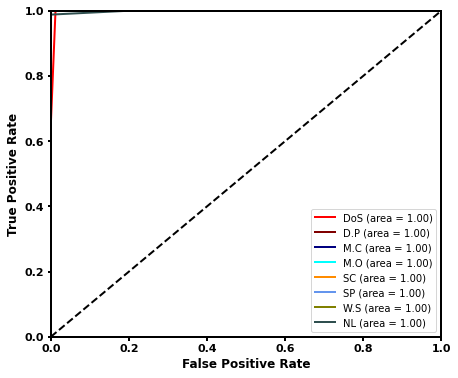 1.0
0.8
0.6
0.4
0.2
0.0
True Positive Rate
DoS (area = 1.00)
D.P (area = 1.00)
M.C (area = 1.00)
M.O (area = 1.00)
SC (area = 1.00)
SP (area = 1.00)
W.S (area = 1.00)
NL (area = 1.00)
0.0 0.2 0.4 0.6 0.8 1.0
False Positive Rate